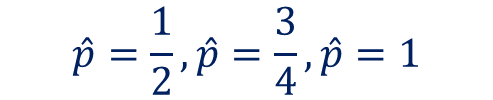 p̂ = 1/2, p̂ = 3/4, p̂ = 1